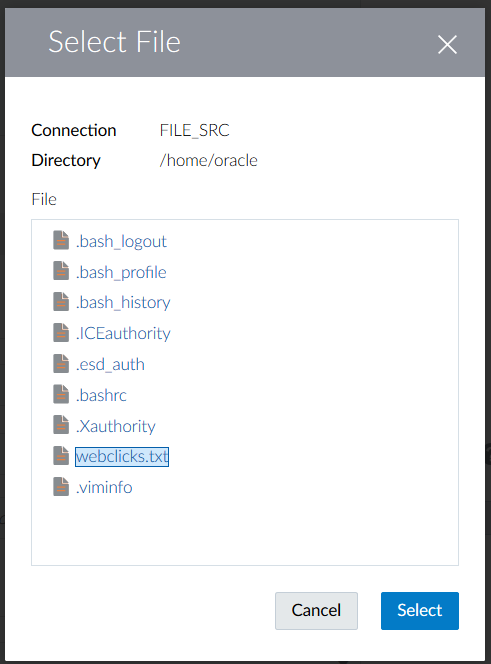 Select File
Connection FILE_SRC
Directory /home/oracle
File
.bash_logout
.bash_profile
.bash_history
.ICEauthority
.esd_auth
.bashrc
.Xauthority
webclicks.txt
.viminfo
Cancel Select